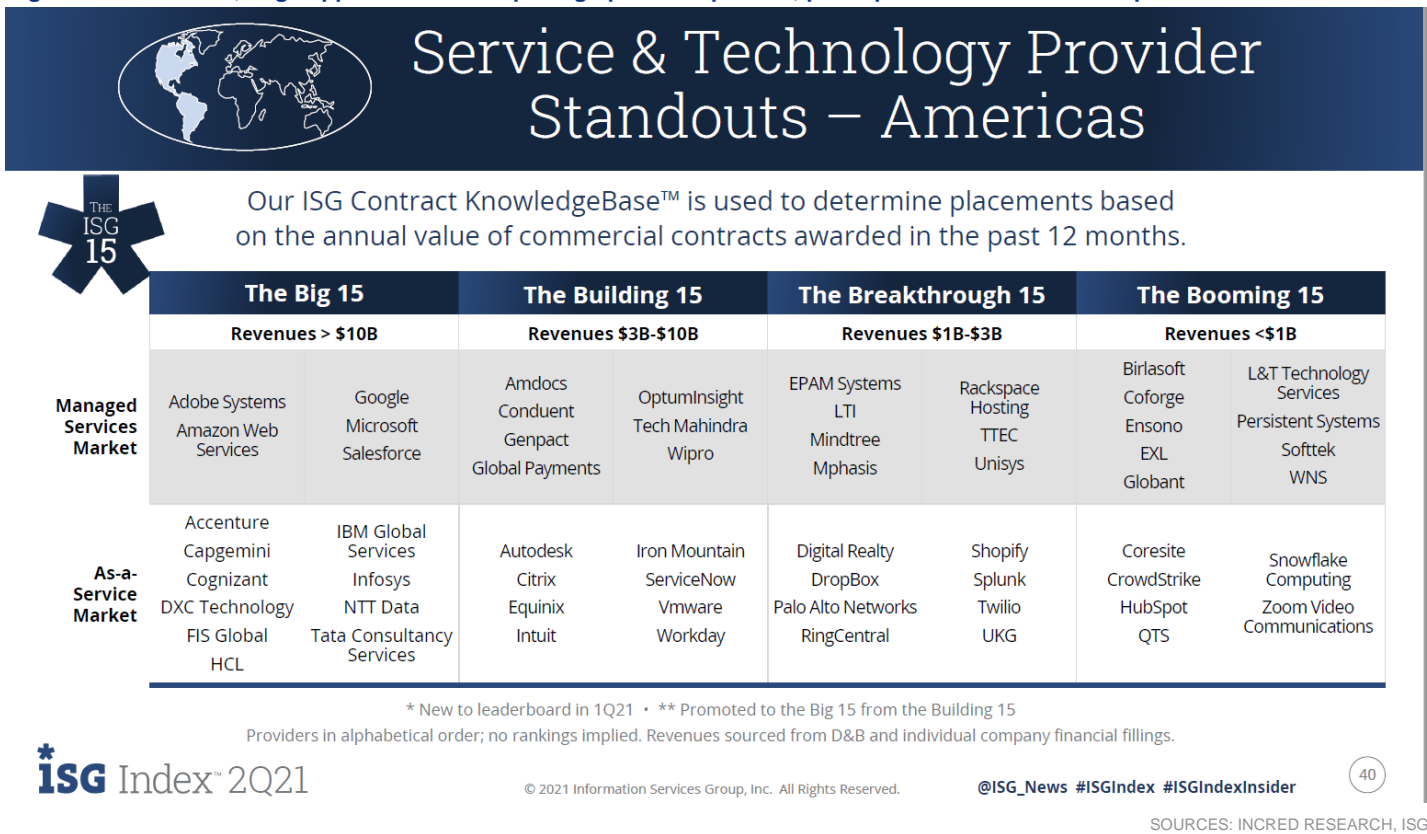 Service & Technology Provider
Standouts – Americas
THE
ISG
15
Our ISG Contract KnowledgeBase™ is used to determine placements based
on the annual value of commercial contracts awarded in the past 12 months.
The Big 15
The Building 15
The Breakthrough 15
The Booming 15
Revenues > $10B
Revenues $3B-$10B
Revenues $1B-$3B
Revenues <$1B
Managed
Services
Market
Adobe Systems
Amazon Web
Services
Google
Microsoft
Salesforce
Amdocs
Conduent
Genpact
Global Payments
OptumInsight
Tech Mahindra
Wipro
EPAM Systems
LTI
Mindtree
Mphasis
Rackspace
Hosting
TTEC
Unisys
Birlasoft
Coforge
Ensono
EXL
Globant
L&T Technology
Services
Persistent Systems
Softtek
WNS
As-a-
Service
Market
Accenture
Capgemini
Cognizant
DXC Technology
FIS Global
HCL
IBM Global
Services
Infosys
NTT Data
Tata Consultancy
Services
Autodesk
Citrix
Equinix
Intuit
Iron Mountain
ServiceNow
Vmware
Workday
Digital Realty
DropBox
Palo Alto Networks
RingCentral
Shopify
Splunk
Twilio
UKG
Coresite
CrowdStrike
HubSpot
QTS
Snowflake
Computing
Zoom Video
Communications
* New to leaderboard in 1Q21 • ** Promoted to the Big 15 from the Building 15
Providers in alphabetical order; no rankings implied. Revenues sourced from D&B and individual company financial fillings.
*ISG Index™ 2Q21
© 2021 Information Services Group, Inc. All Rights Reserved.
@ISG_News #ISGIndex #ISGIndexInsider
40
SOURCES: INCRED RESEARCH, ISG